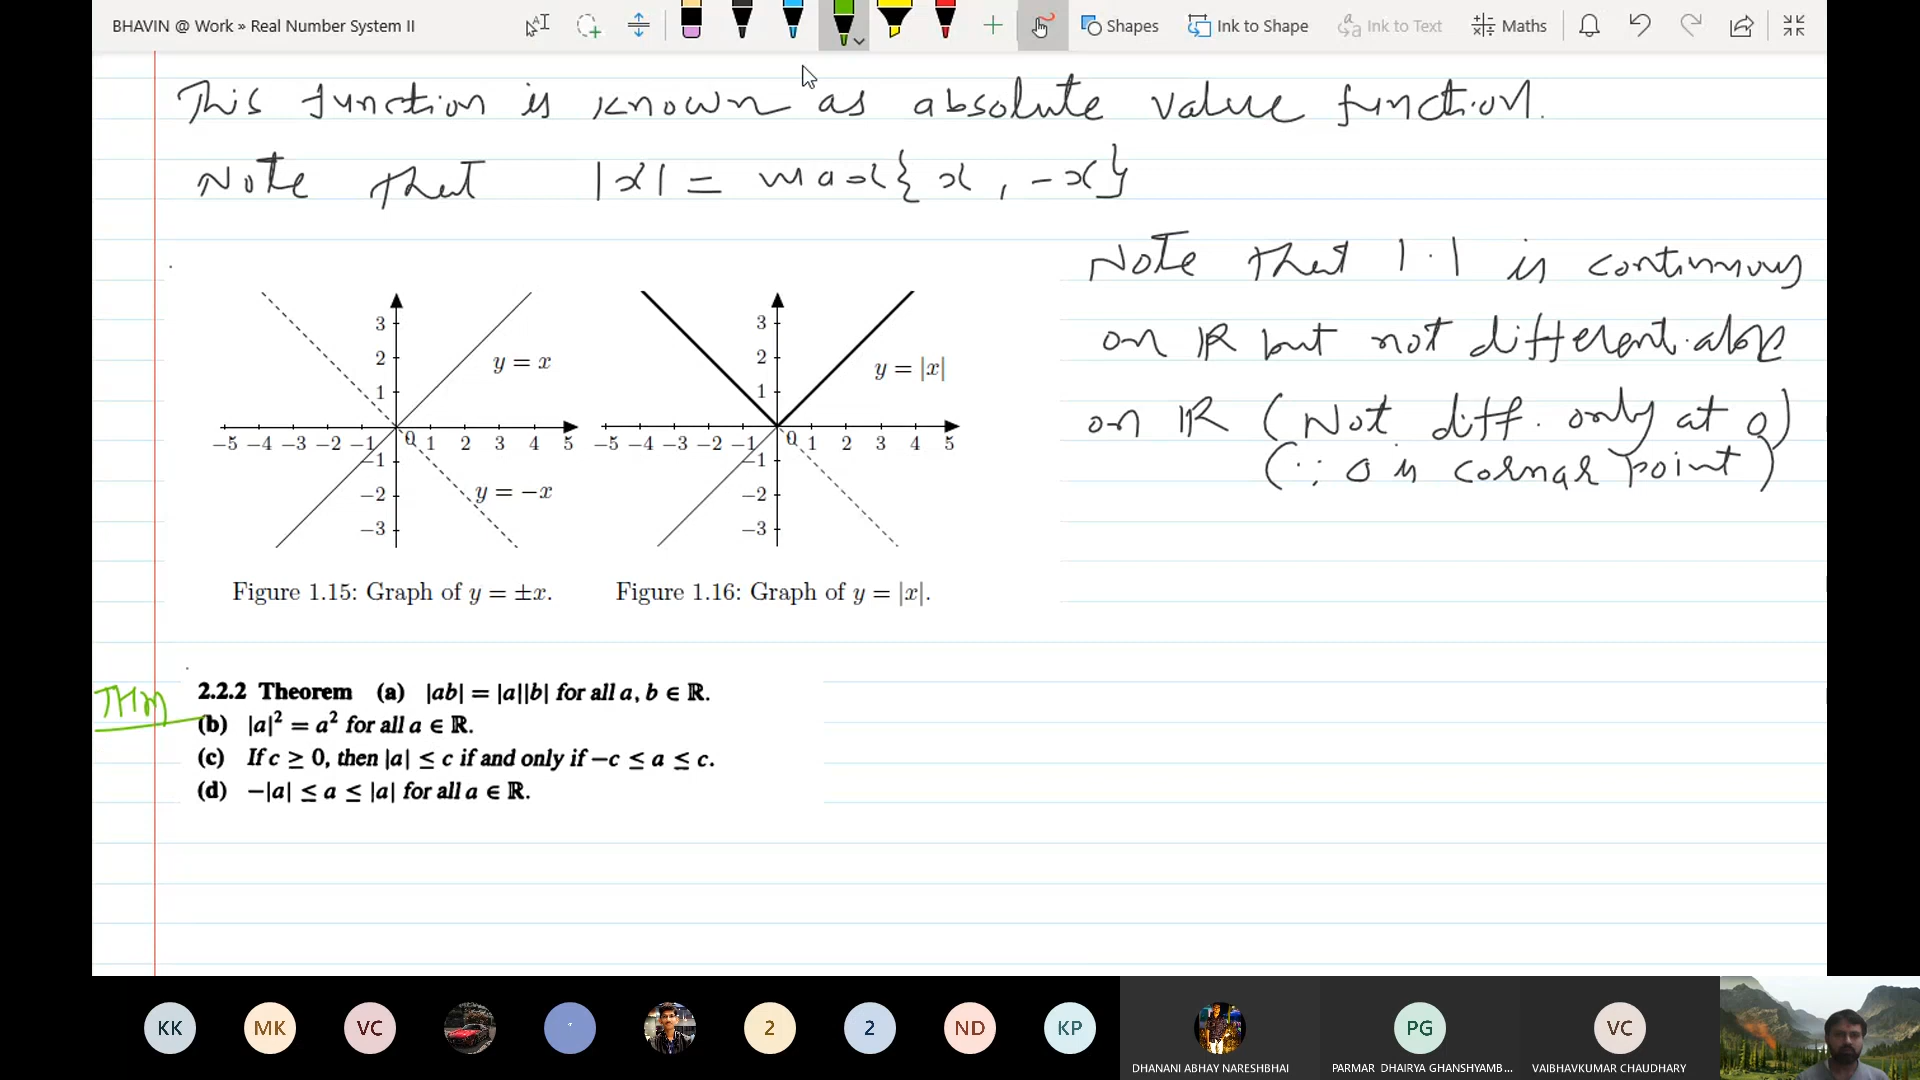 BHAVIN @ Work » Real Number System II
Shapes
Ink to Shape
Ink to Text
Maths
This function is known as absolute value function.
Note that |x| = max{x, -x}
Note that |.| is continuous
on ℝ but not differentiable
on ℝ (Not diff. only at 0)
(∵ 0 is cornar point)
3
2
1
y = x
-5 -4 -3 -2 -1 0 1 2 3 4 5
-1
-2
y = -x
-3
Figure 1.15: Graph of y = ±x.
3
2
1
y = |x|
-5 -4 -3 -2 -1 0 1 2 3 4 5
-1
-2
-3
Figure 1.16: Graph of y = |x|.
THM
2.2.2 Theorem (a) |ab| = |a||b| for all a, b ∈ ℝ.
(b) |a|² = a² for all a ∈ ℝ.
(c) If c ≥ 0, then |a| ≤ c if and only if −c ≤ a ≤ c.
(d) −|a| ≤ a ≤ |a| for all a ∈ ℝ.
KK MK VC 2 2 ND KP PG VC
DHANANI ABHAY NARESHBHAI
PARMAR DHAIRYA GHANSHYAMB...
VAIBHAVKUMAR CHAUDHARY